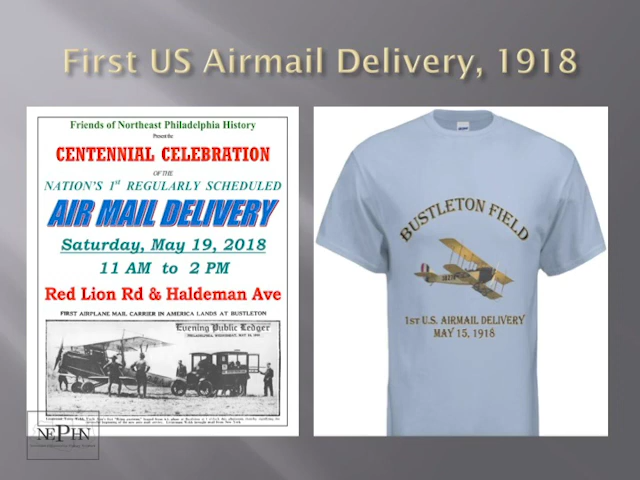 First US Airmail Delivery, 1918
Friends of Northeast Philadelphia History
Present the
CENTENNIAL CELEBRATION
OF THE
NATION'S 1st REGULARLY SCHEDULED
AIR MAIL DELIVERY
Saturday, May 19, 2018
11 AM to 2 PM
Red Lion Rd & Haldeman Ave
FIRST AIRPLANE MAIL CARRIER IN AMERICA LANDS AT BUSTLETON
Evening Public Ledger
NEPHN
BUSTLETON FIELD
1ST U.S. AIRMAIL DELIVERY
MAY 15, 1918